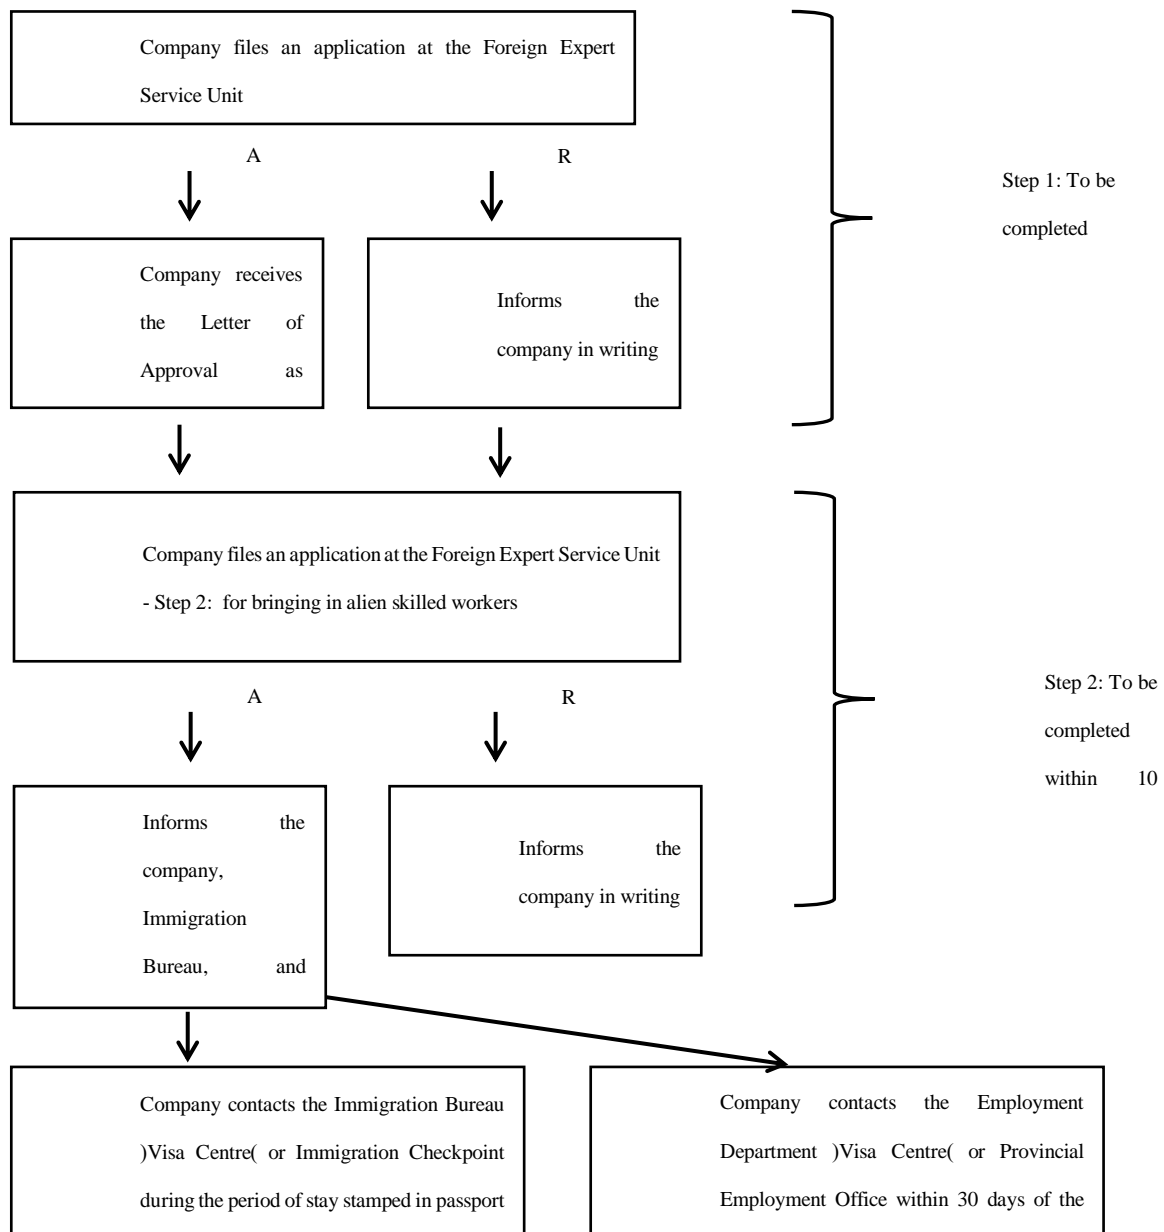 Company files an application at the Foreign Expert
Service Unit
A
R
Step 1: To be
completed
Company receives
the Letter of
Approval as
Informs the
company in writing
Company files an application at the Foreign Expert Service Unit
- Step 2: for bringing in alien skilled workers
A
R
Step 2: To be
completed
within 10
Informs the
company,
Immigration
Bureau, and
Informs the
company in writing
Company contacts the Immigration Bureau
)Visa Centre( or Immigration Checkpoint
during the period of stay stamped in passport
Company contacts the Employment
Department )Visa Centre( or Provincial
Employment Office within 30 days of the